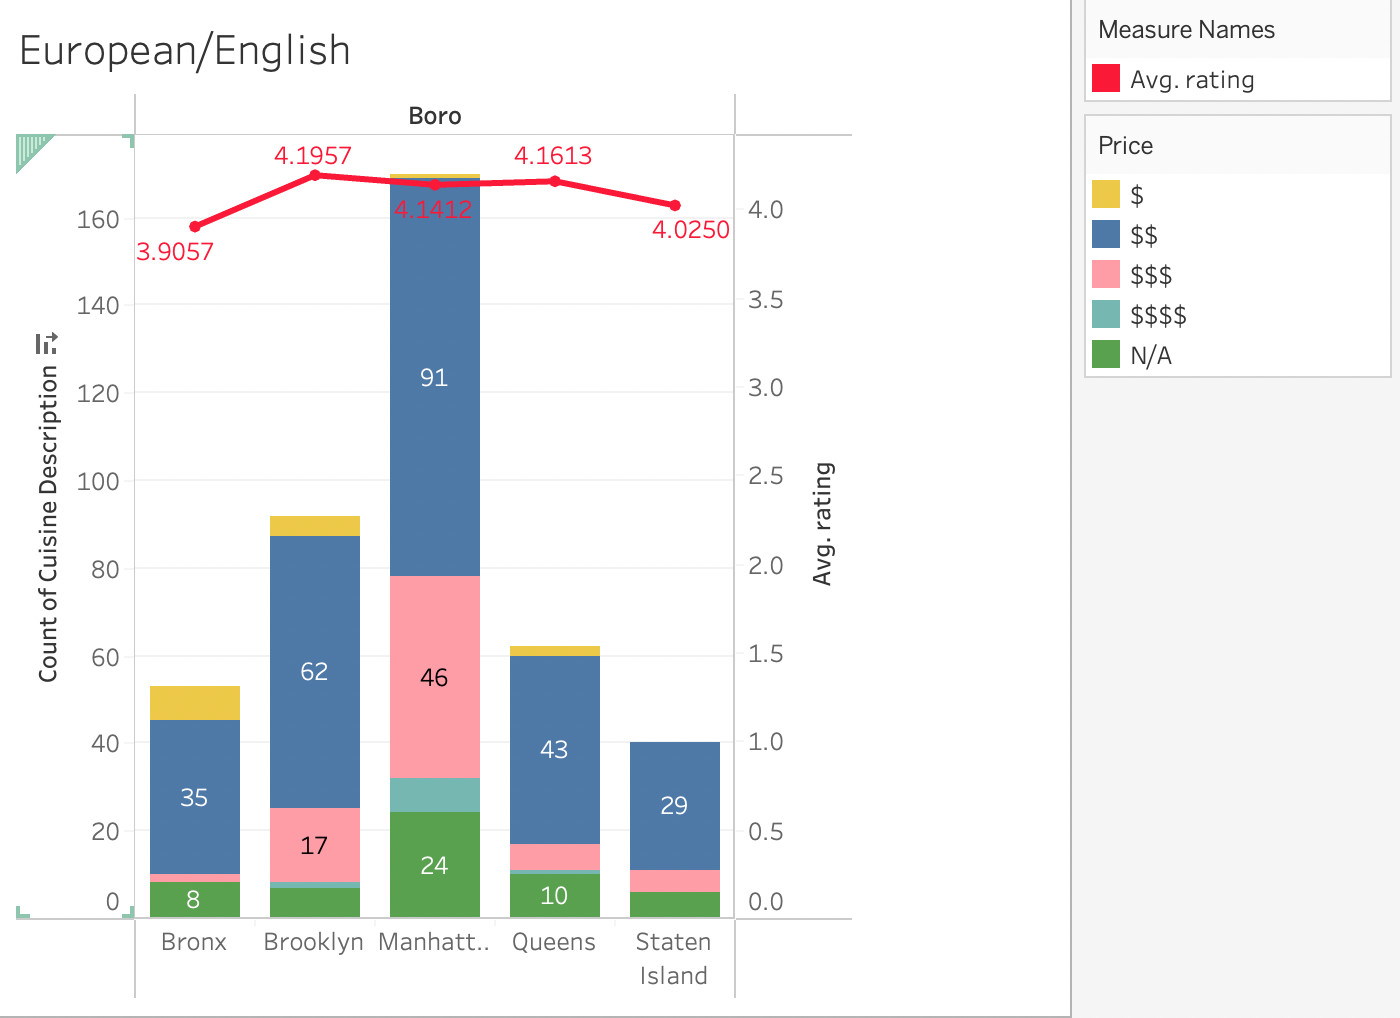 European/English
Boro
4.1957
4.1613
4.1412
3.9057
4.0250
160
140
120
100
80
60
40
20
0
Count of Cuisine Description
91
62
46
43
35
29
17
24
8
10
4.0
3.5
3.0
2.5
2.0
1.5
1.0
0.5
0.0
Avg. rating
Bronx
Brooklyn
Manhatt..
Queens
Staten
Island
Measure Names
Avg. rating
Price
$
$$
$$$
$$$$
N/A